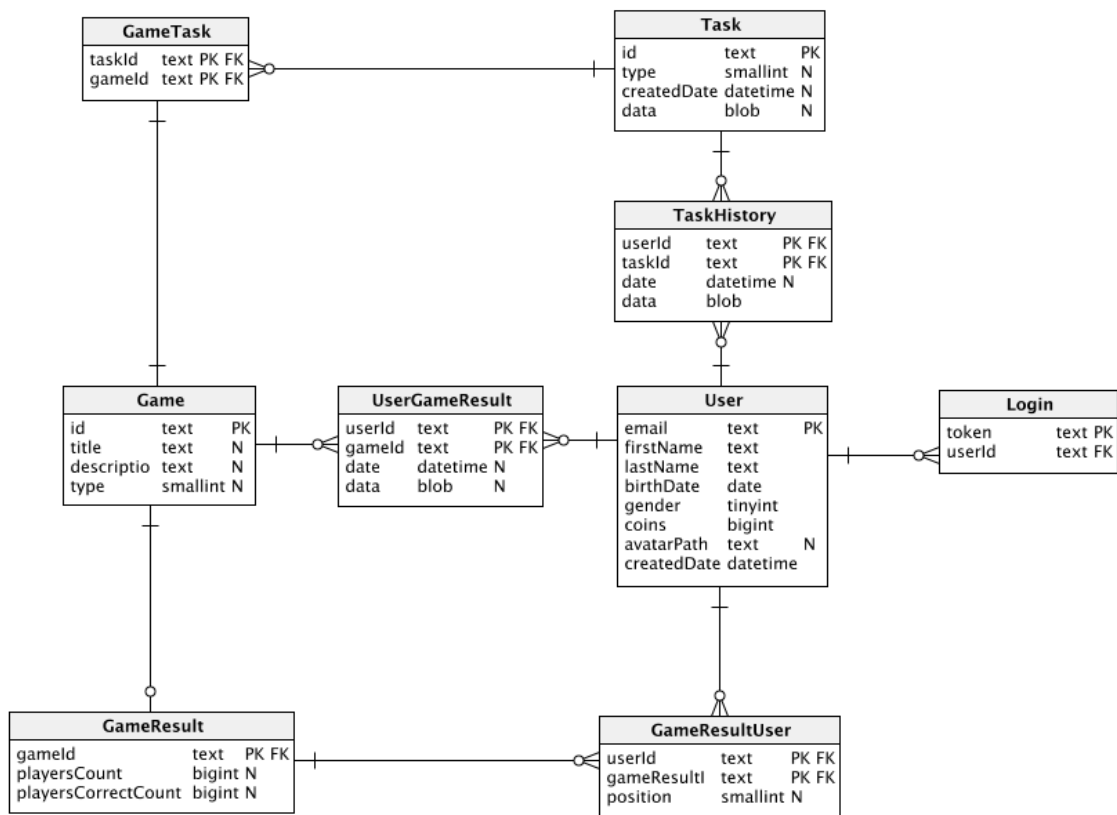 GameTask
taskId text PK FK
gameId text PK FK
Task
id text PK
type smallint N
createdDate datetime N
data blob N
TaskHistory
userId text PK FK
taskId text PK FK
date datetime N
data blob
Game
id text PK
title text N
descriptio text N
type smallint N
UserGameResult
userId text PK FK
gameId text PK FK
date datetime N
data blob N
User
email text PK
firstName text
lastName text
birthDate date
gender tinyint
coins bigint
avatarPath text N
createdDate datetime
Login
token text PK
userId text FK
GameResult
gameId text PK FK
playersCount bigint N
playersCorrectCount bigint N
GameResultUser
userId text PK FK
gameResultI text PK FK
position smallint N